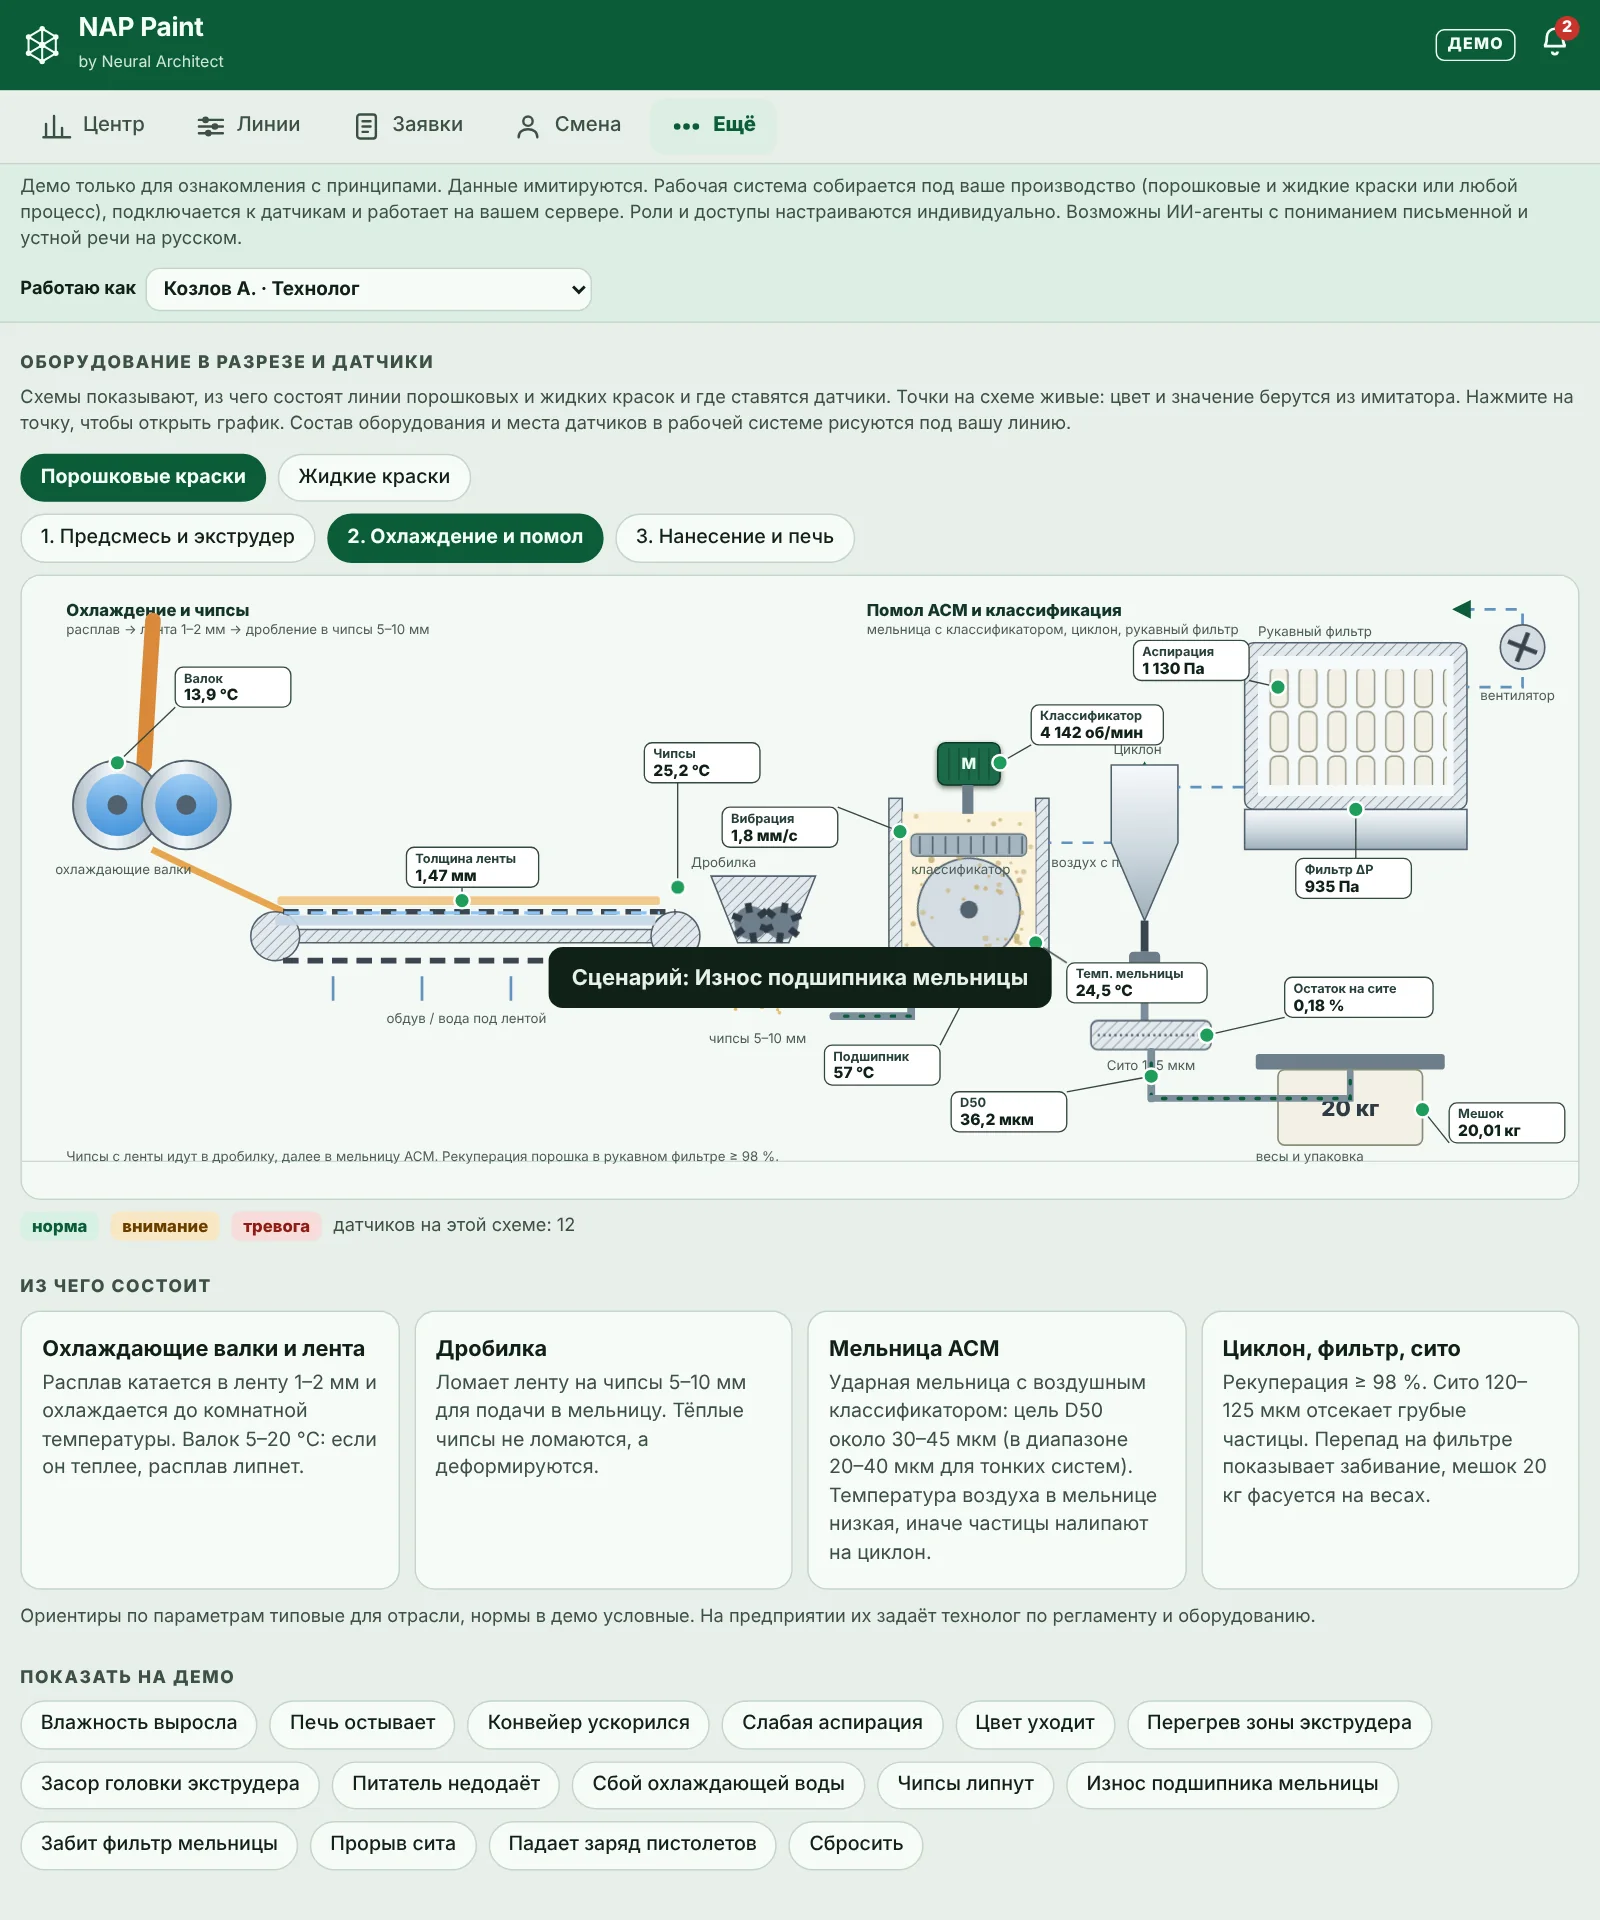 NAP Paint
by Neural Architect
ДЕМО
2
Центр
Линии
Заявки
Смена
Ещё
Демо только для ознакомления с принципами. Данные имитируются. Рабочая система собирается под ваше производство (порошковые и жидкие краски или любой
процесс), подключается к датчикам и работает на вашем сервере. Роли и доступы настраиваются индивидуально. Возможны ИИ-агенты с пониманием письменной и
устной речи на русском.
Работаю как
Козлов А. · Технолог
ОБОРУДОВАНИЕ В РАЗРЕЗЕ И ДАТЧИКИ
Схемы показывают, из чего состоят линии порошковых и жидких красок и где ставятся датчики. Точки на схеме живые: цвет и значение берутся из имитатора. Нажмите на
точку, чтобы открыть график. Состав оборудования и места датчиков в рабочей системе рисуются под вашу линию.
Порошковые краски
Жидкие краски
1. Предсмесь и экструдер
2. Охлаждение и помол
3. Нанесение и печь
Охлаждение и чипсы
расплав → лента 1–2 мм → дробление в чипсы 5–10 мм
Помол АСМ и классификация
мельница с классификатором, циклон, рукавный фильтр
Рукавный фильтр
Аспирация
1 130 Па
вентилятор
Валок
13,9 °C
Классификатор
4 142 об/мин
Циклон
Чипсы
25,2 °C
М
Вибрация
1,8 мм/с
Дробилка
классификатор
воздух с п
Толщина ленты
1,47 мм
охлаждающие валки
Фильтр ΔP
935 Па
Сценарий: Износ подшипника мельницы
Темп. мельницы
24,5 °C
Остаток на сите
0,18 %
обдув / вода под лентой
чипсы 5–10 мм
Подшипник
57 °C
Сито 125 мкм
D50
36,2 мкм
20 кг
Мешок
20,01 кг
Чипсы с ленты идут в дробилку, далее в мельницу АСМ. Рекуперация порошка в рукавном фильтре ≥ 98 %.
весы и упаковка
норма
внимание
тревога
датчиков на этой схеме: 12
ИЗ ЧЕГО СОСТОИТ
Охлаждающие валки и лента
Расплав катается в ленту 1–2 мм и
охлаждается до комнатной
температуры. Валок 5–20 °C: если
он теплее, расплав липнет.
Дробилка
Ломает ленту на чипсы 5–10 мм
для подачи в мельницу. Тёплые
чипсы не ломаются, а
деформируются.
Мельница АСМ
Ударная мельница с воздушным
классификатором: цель D50
около 30–45 мкм (в диапазоне
20–40 мкм для тонких систем).
Температура воздуха в мельнице
низкая, иначе частицы налипают
на циклон.
Циклон, фильтр, сито
Рекуперация ≥ 98 %. Сито 120–
125 мкм отсекает грубые
частицы. Перепад на фильтре
показывает забивание, мешок 20
кг фасуется на весах.
Ориентиры по параметрам типовые для отрасли, нормы в демо условные. На предприятии их задаёт технолог по регламенту и оборудованию.
ПОКАЗАТЬ НА ДЕМО
Влажность выросла
Печь остывает
Конвейер ускорился
Слабая аспирация
Цвет уходит
Перегрев зоны экструдера
Засор головки экструдера
Питатель недодаёт
Сбой охлаждающей воды
Чипсы липнут
Износ подшипника мельницы
Забит фильтр мельницы
Прорыв сита
Падает заряд пистолетов
Сбросить